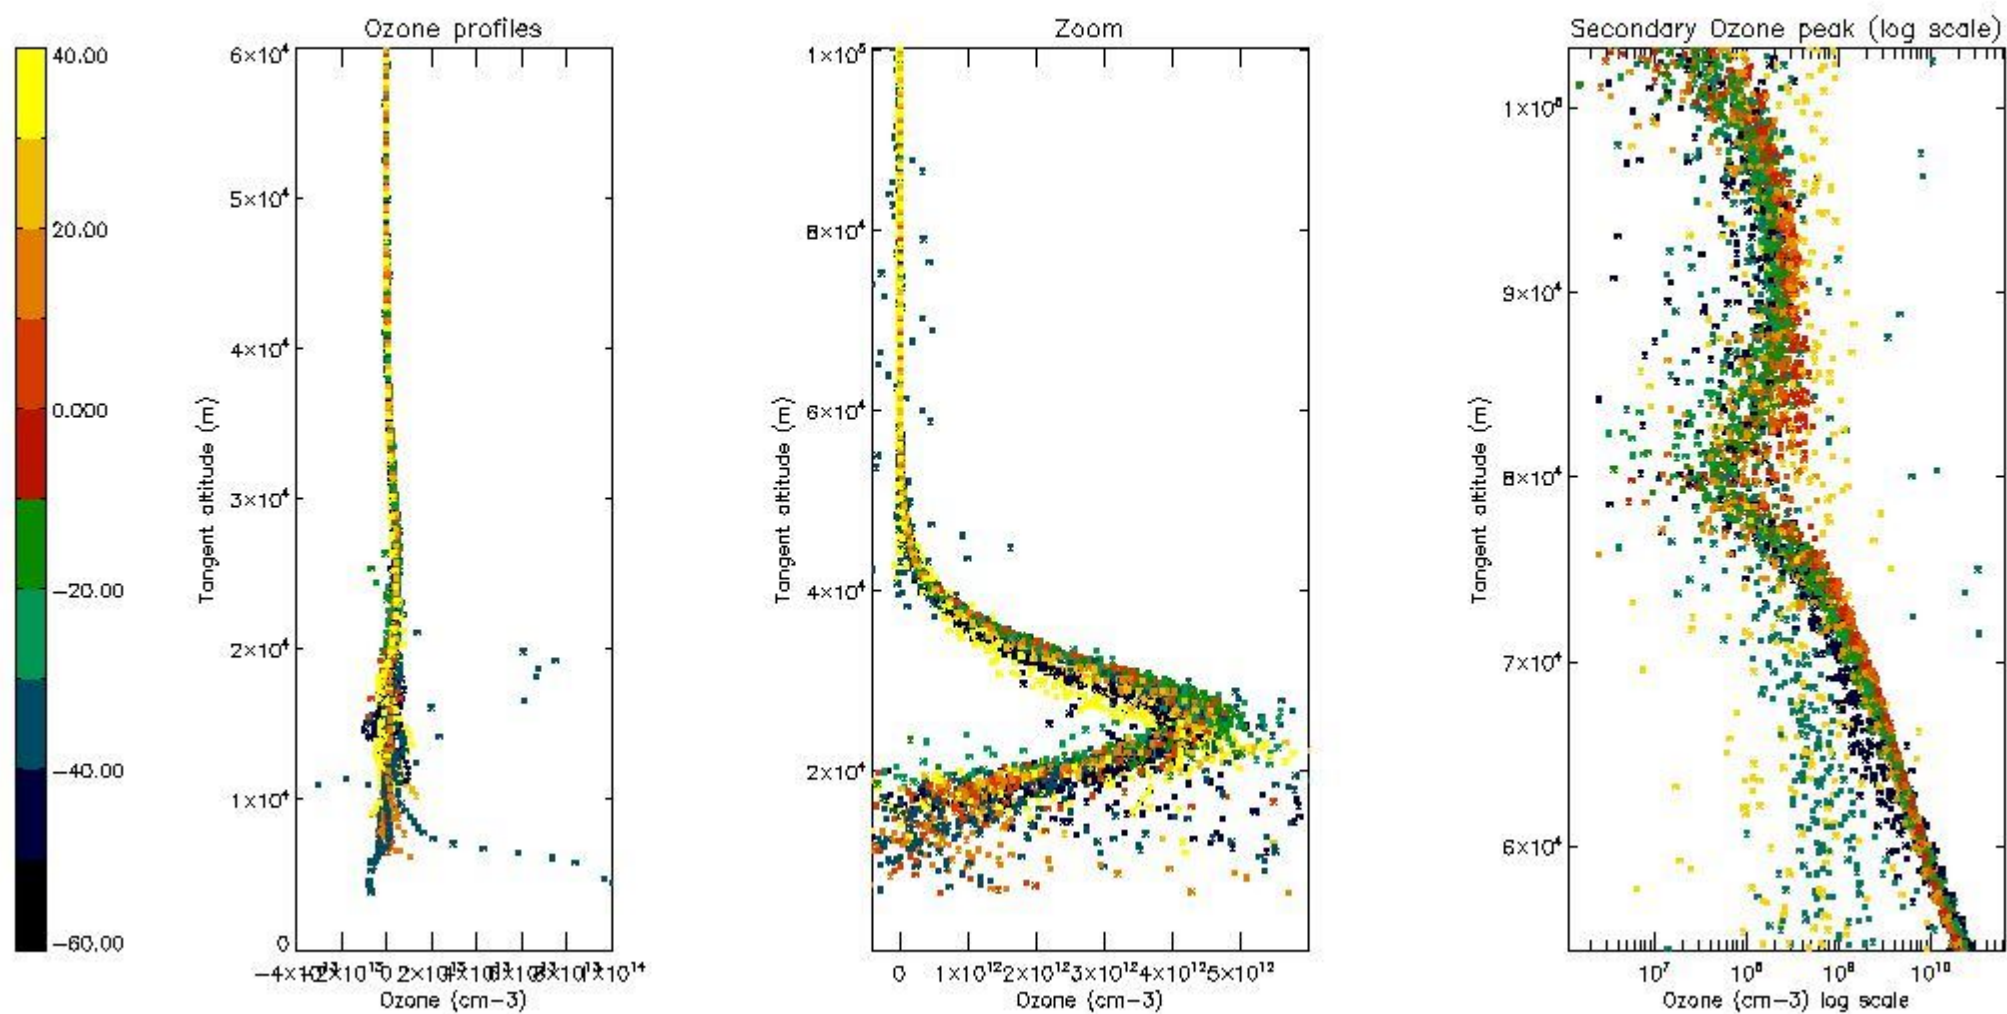 Ozone profiles
Zoom
Secondary Ozone peak (log scale)
40.00
20.00
0.000
−20.00
−40.00
−60.00
6×10⁴
5×10⁴
4×10⁴
3×10⁴
2×10⁴
1×10⁴
0
Tangent altitude (m)
Ozone (cm−3)
1×10⁵
8×10⁴
6×10⁴
4×10⁴
2×10⁴
Tangent altitude (m)
0 1×10¹² 2×10¹² 3×10¹² 4×10¹² 5×10¹²
Ozone (cm−3)
1×10⁵
9×10⁴
8×10⁴
7×10⁴
6×10⁴
Tangent altitude (m)
10⁷ 10⁸ 10⁹ 10¹⁰
Ozone (cm−3) log scale